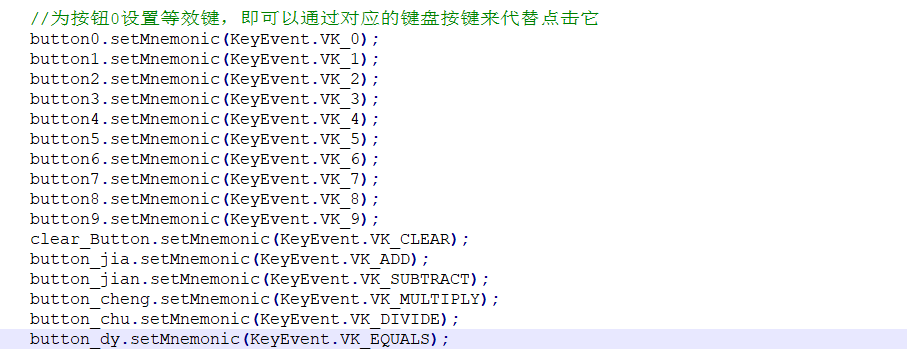 //为按钮0设置等效键，即可以通过对应的键盘按键来代替点击它
button0.setMnemonic(KeyEvent.VK_0);
button1.setMnemonic(KeyEvent.VK_1);
button2.setMnemonic(KeyEvent.VK_2);
button3.setMnemonic(KeyEvent.VK_3);
button4.setMnemonic(KeyEvent.VK_4);
button5.setMnemonic(KeyEvent.VK_5);
button6.setMnemonic(KeyEvent.VK_6);
button7.setMnemonic(KeyEvent.VK_7);
button8.setMnemonic(KeyEvent.VK_8);
button9.setMnemonic(KeyEvent.VK_9);
clear_Button.setMnemonic(KeyEvent.VK_CLEAR);
button_jia.setMnemonic(KeyEvent.VK_ADD);
button_jian.setMnemonic(KeyEvent.VK_SUBTRACT);
button_cheng.setMnemonic(KeyEvent.VK_MULTIPLY);
button_chu.setMnemonic(KeyEvent.VK_DIVIDE);
button_dy.setMnemonic(KeyEvent.VK_EQUALS);